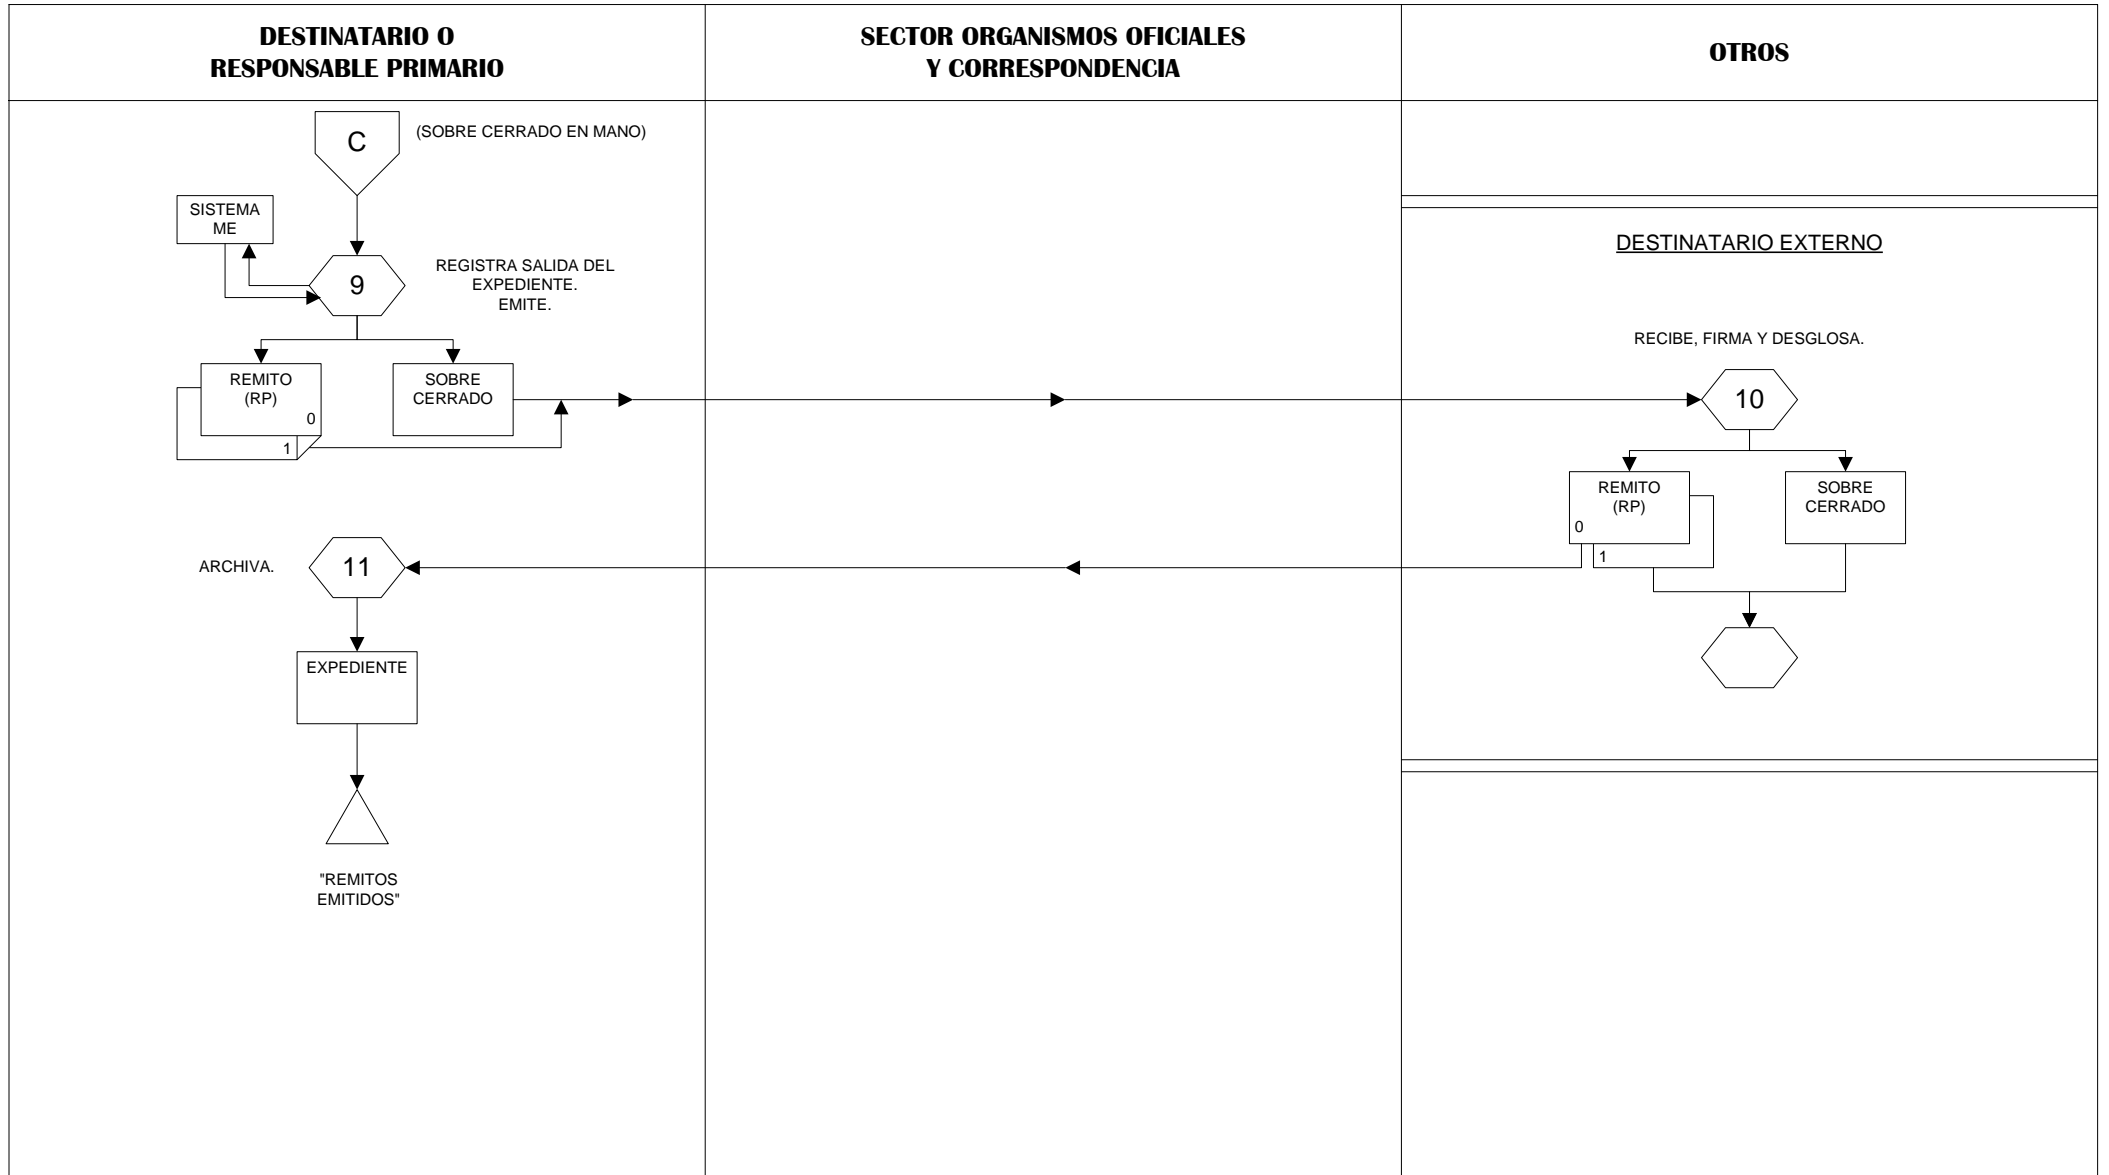 DESTINATARIO O
RESPONSABLE PRIMARIO
SECTOR ORGANISMOS OFICIALES
Y CORRESPONDENCIA
OTROS
C
(SOBRE CERRADO EN MANO)
SISTEMA
ME
9
REGISTRA SALIDA DEL
EXPEDIENTE.
EMITE.
REMITO
(RP)
0
1
SOBRE
CERRADO
DESTINATARIO EXTERNO
RECIBE, FIRMA Y DESGLOSA.
10
REMITO
(RP)
0
1
SOBRE
CERRADO
ARCHIVA.
11
EXPEDIENTE
"REMITOS
EMITIDOS"